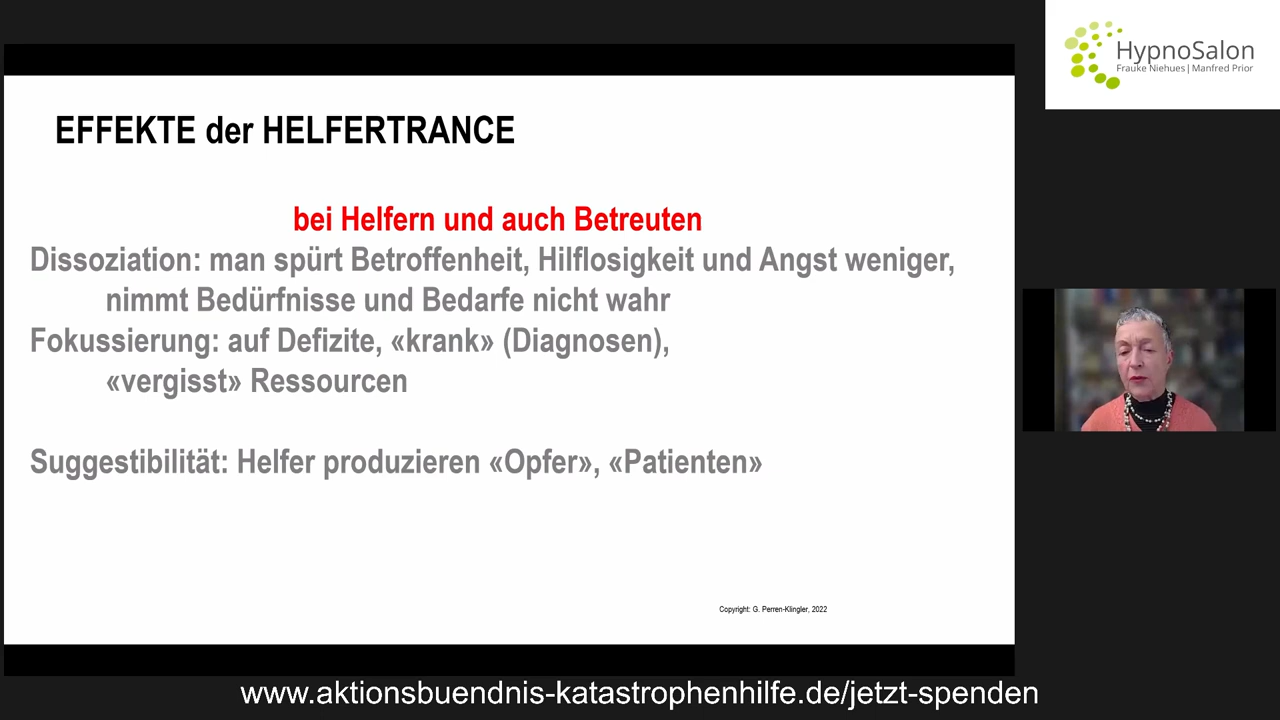 HypnoSalon
Frauke Niehues | Manfred Prior
EFFEKTE der HELFERTRANCE
bei Helfern und auch Betreuten
Dissoziation: man spürt Betroffenheit, Hilflosigkeit und Angst weniger,
nimmt Bedürfnisse und Bedarfe nicht wahr
Fokussierung: auf Defizite, «krank» (Diagnosen),
«vergisst» Ressourcen
Suggestibilität: Helfer produzieren «Opfer», «Patienten»
Copyright: G. Perren-Klingler, 2022
www.aktionsbuendnis-katastrophenhilfe.de/jetzt-spenden